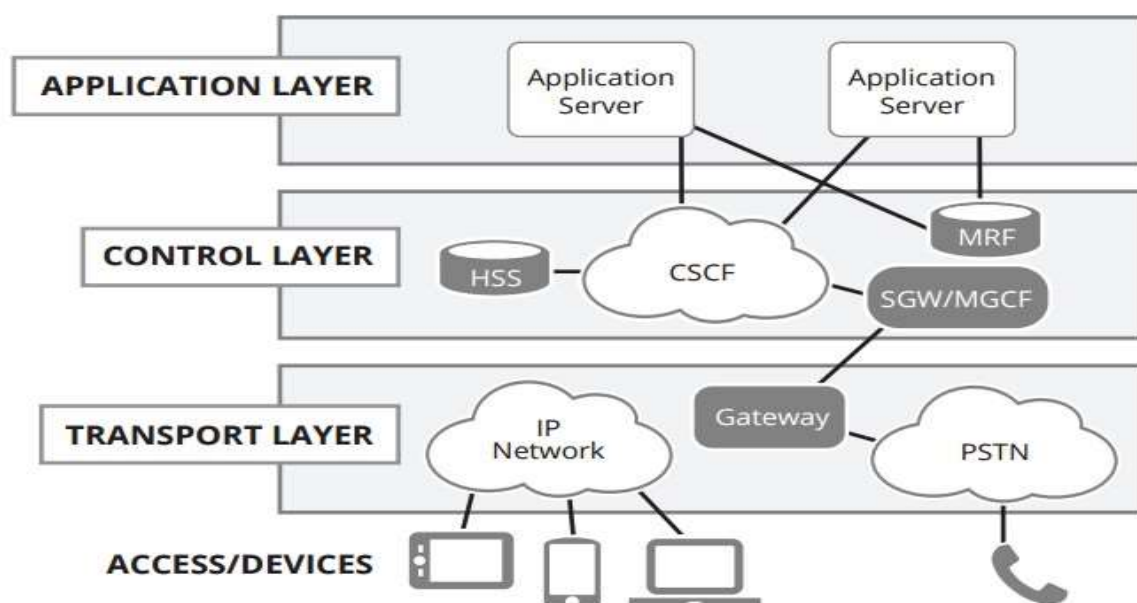 APPLICATION LAYER
Application
Server
Application
Server
CONTROL LAYER
HSS
CSCF
MRF
SGW/MGCF
TRANSPORT LAYER
IP
Network
Gateway
PSTN
ACCESS/DEVICES